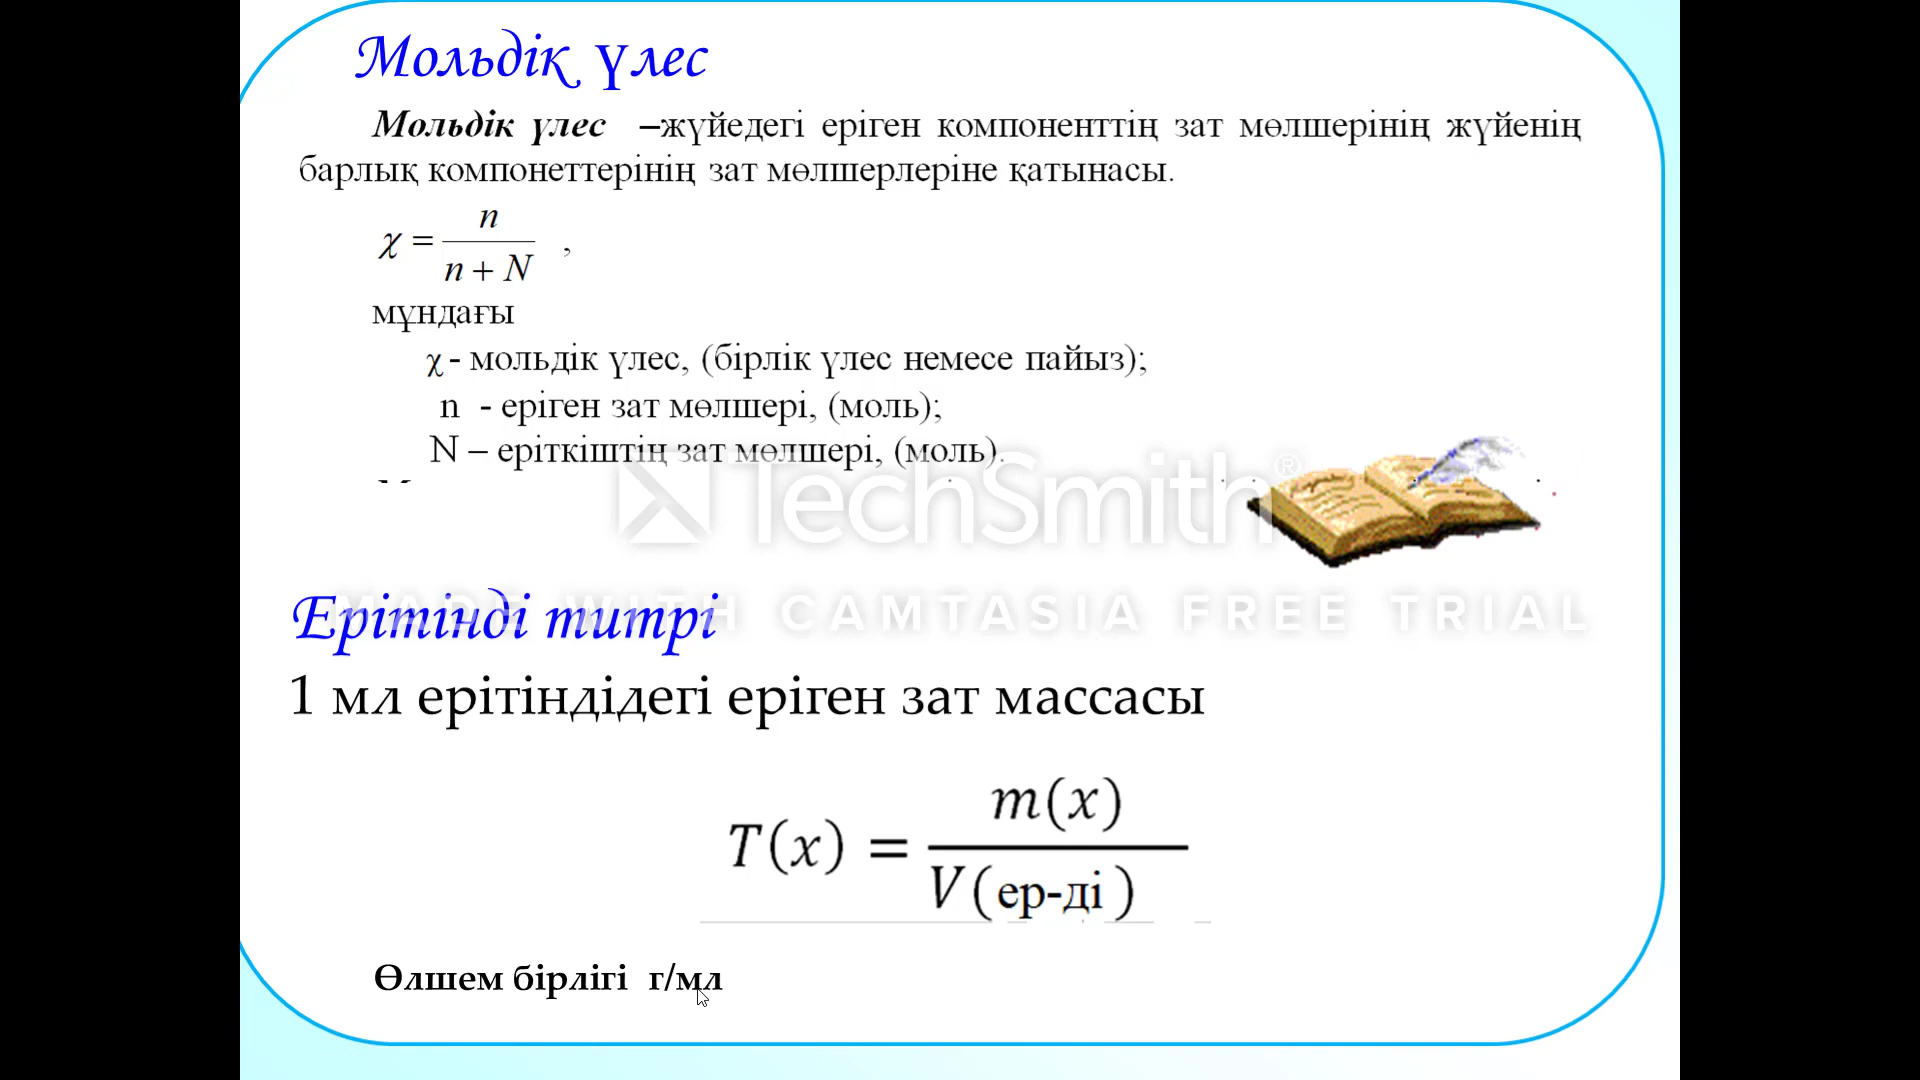 Мольдік үлес
Мольдік үлес –жүйедегі еріген компоненттің зат мөлшерінің жүйенің
барлық компонеттерінің зат мөлшерлеріне қатынасы.
χ = n / (n + N) ,
мұндағы
χ - мольдік үлес, (бірлік үлес немесе пайыз);
n - еріген зат мөлшері, (моль);
N – еріткіштің зат мөлшері, (моль).
TechSmith®
MADE WITH CAMTASIA FREE TRIAL
Ерітінді титрі
1 мл ерітіндідегі еріген зат массасы
T(x) = m(x) / V(ер-ді )
Өлшем бірлігі г/мл